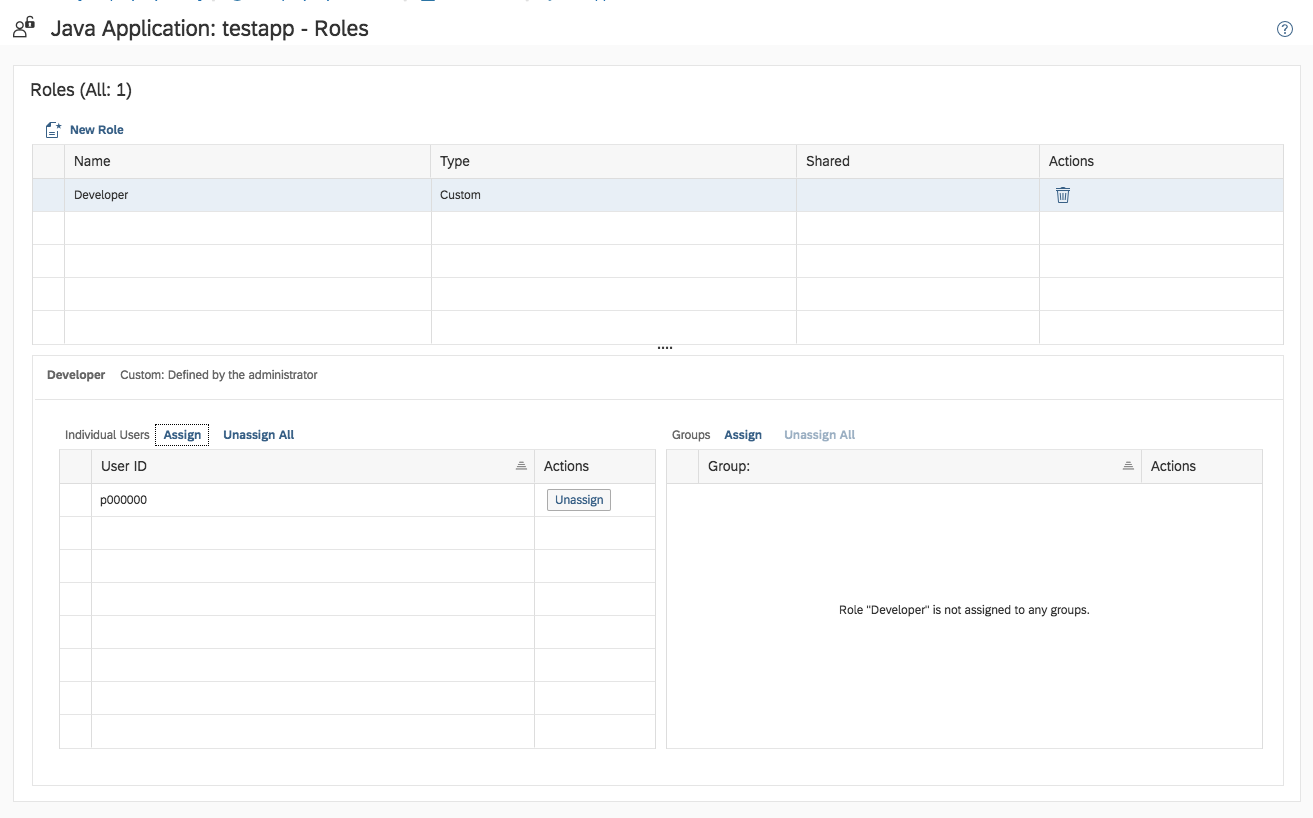 Java Application: testapp - Roles
Roles (All: 1)
New Role
Name Type Shared Actions
Developer Custom
Developer Custom: Defined by the administrator
Individual Users Assign Unassign All
User ID Actions
p000000 Unassign
Groups Assign Unassign All
Group: Actions
Role "Developer" is not assigned to any groups.